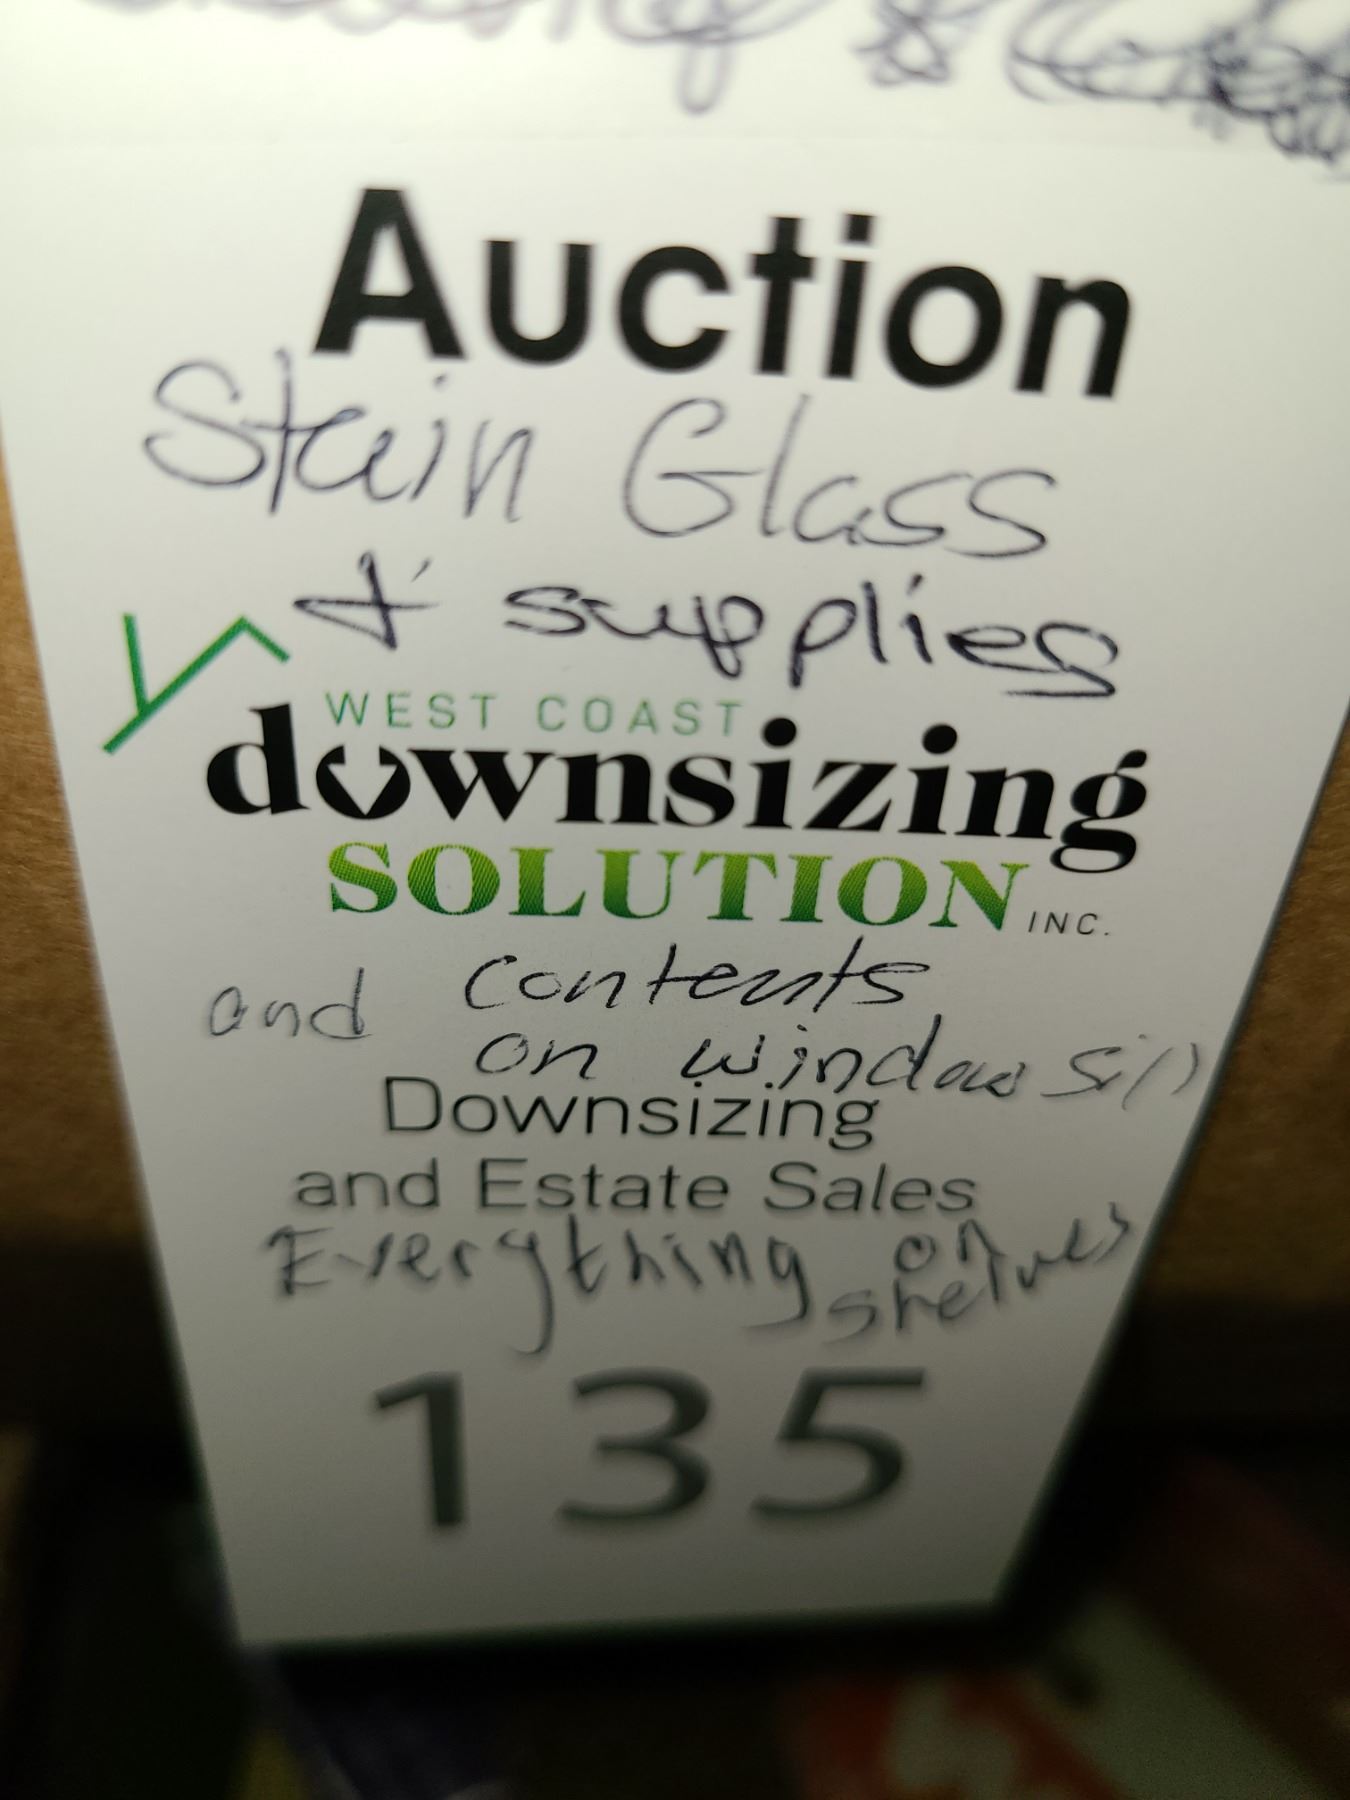 Auction
Stain Glass
& supplies
WEST COAST
downsizing
SOLUTION INC.
and contents
on window sill
Downsizing
and Estate Sales
Everything on
shelves
135